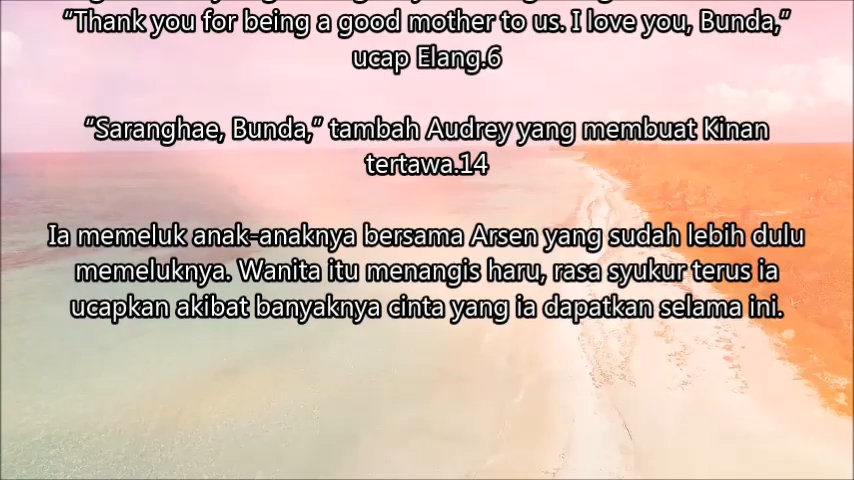 “Thank you for being a good mother to us. I love you, Bunda,”
ucap Elang.6
“Saranghae, Bunda,” tambah Audrey yang membuat Kinan
tertawa.14
Ia memeluk anak-anaknya bersama Arsen yang sudah lebih dulu
memeluknya. Wanita itu menangis haru, rasa syukur terus ia
ucapkan akibat banyaknya cinta yang ia dapatkan selama ini.